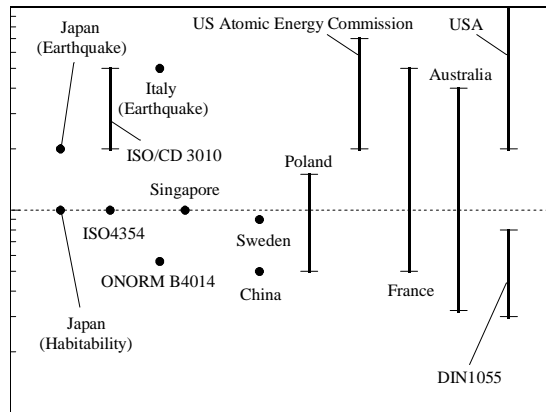 Japan
(Earthquake)
US Atomic Energy Commission
USA
Italy
(Earthquake)
Australia
ISO/CD 3010
Poland
Singapore
ISO4354
Sweden
ONORM B4014
China
France
Japan
(Habitability)
DIN1055